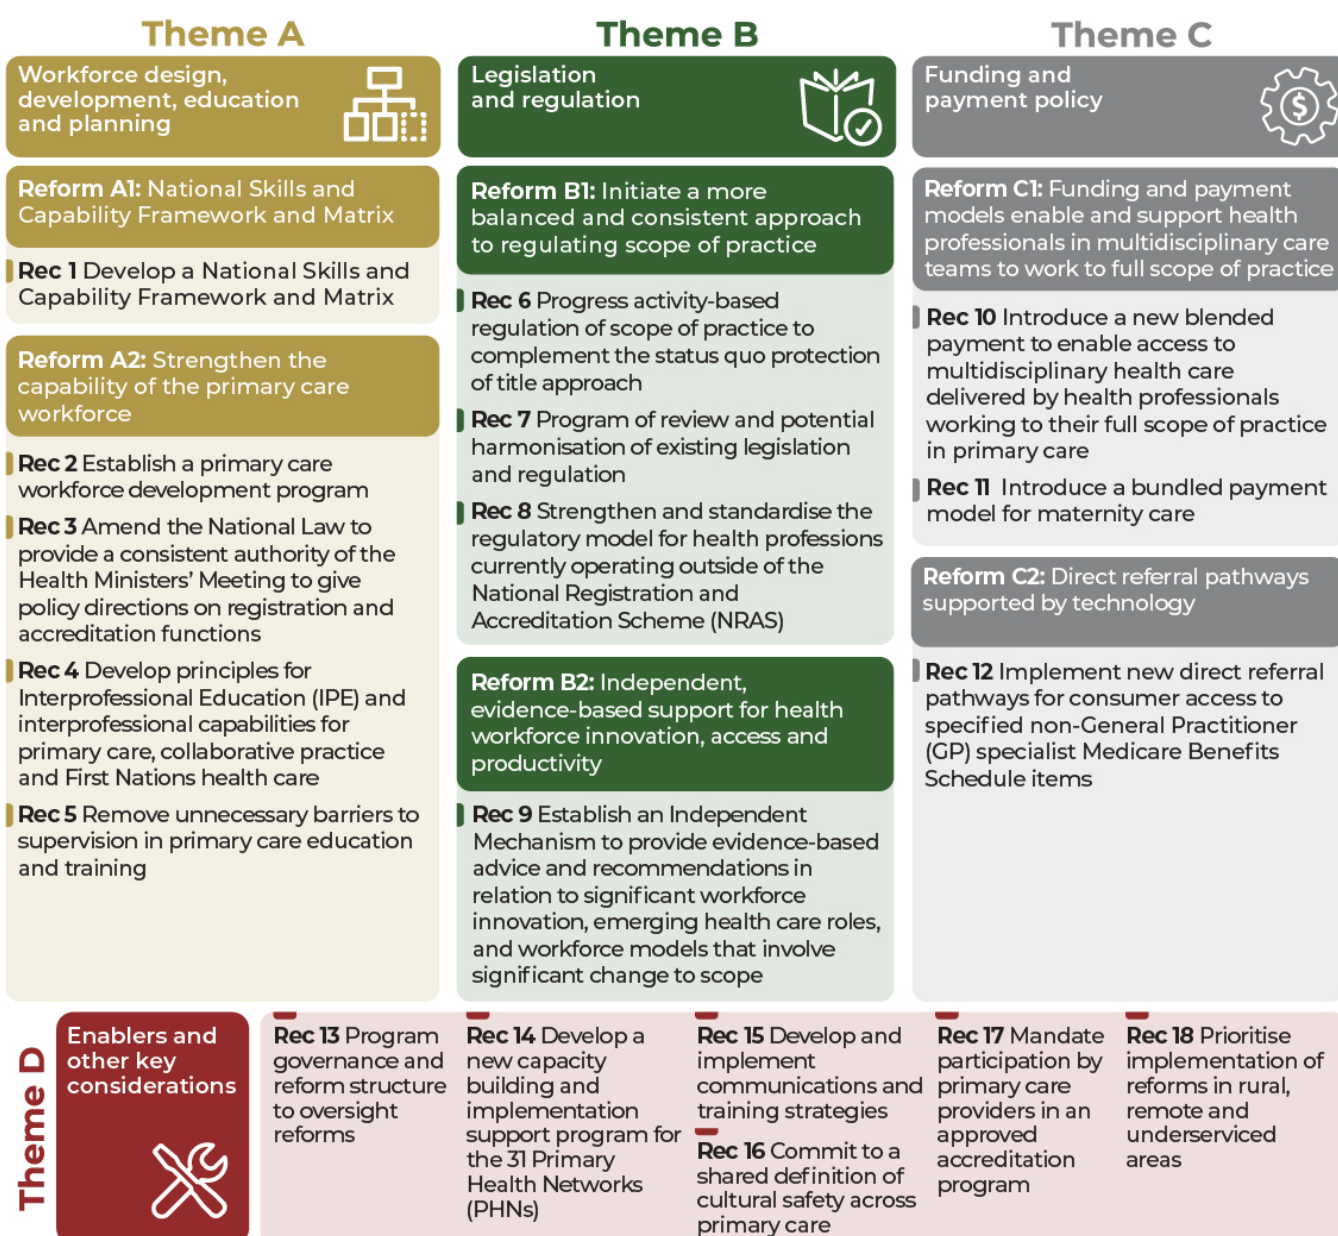 Theme A
Workforce design,
development, education
and planning
Reform A1: National Skills and
Capability Framework and Matrix
Rec 1 Develop a National Skills and
Capability Framework and Matrix
Reform A2: Strengthen the
capability of the primary care
workforce
Rec 2 Establish a primary care
workforce development program
Rec 3 Amend the National Law to
provide a consistent authority of the
Health Ministers’ Meeting to give
policy directions on registration and
accreditation functions
Rec 4 Develop principles for
Interprofessional Education (IPE) and
interprofessional capabilities for
primary care, collaborative practice
and First Nations health care
Rec 5 Remove unnecessary barriers to
supervision in primary care education
and training
Theme B
Legislation
and regulation
Reform B1: Initiate a more
balanced and consistent approach
to regulating scope of practice
Rec 6 Progress activity-based
regulation of scope of practice to
complement the status quo protection
of title approach
Rec 7 Program of review and potential
harmonisation of existing legislation
and regulation
Rec 8 Strengthen and standardise the
regulatory model for health professions
currently operating outside of the
National Registration and
Accreditation Scheme (NRAS)
Reform B2: Independent,
evidence-based support for health
workforce innovation, access and
productivity
Rec 9 Establish an Independent
Mechanism to provide evidence-based
advice and recommendations in
relation to significant workforce
innovation, emerging health care roles,
and workforce models that involve
significant change to scope
Theme C
Funding and
payment policy
$
Reform C1: Funding and payment
models enable and support health
professionals in multidisciplinary care
teams to work to full scope of practice
Rec 10 Introduce a new blended
payment to enable access to
multidisciplinary health care
delivered by health professionals
working to their full scope of practice
in primary care
Rec 11 Introduce a bundled payment
model for maternity care
Reform C2: Direct referral pathways
supported by technology
Rec 12 Implement new direct referral
pathways for consumer access to
specified non-General Practitioner
(GP) specialist Medicare Benefits
Schedule items
Theme D
Enablers and
other key
considerations
Rec 13 Program
governance and
reform structure
to oversight
reforms
Rec 14 Develop a
new capacity
building and
implementation
support program for
the 31 Primary
Health Networks
(PHNs)
Rec 15 Develop and
implement
communications and
training strategies
Rec 16 Commit to a
shared definition of
cultural safety across
primary care
Rec 17 Mandate
participation by
primary care
providers in an
approved
accreditation
program
Rec 18 Prioritise
implementation of
reforms in rural,
remote and
underserviced
areas